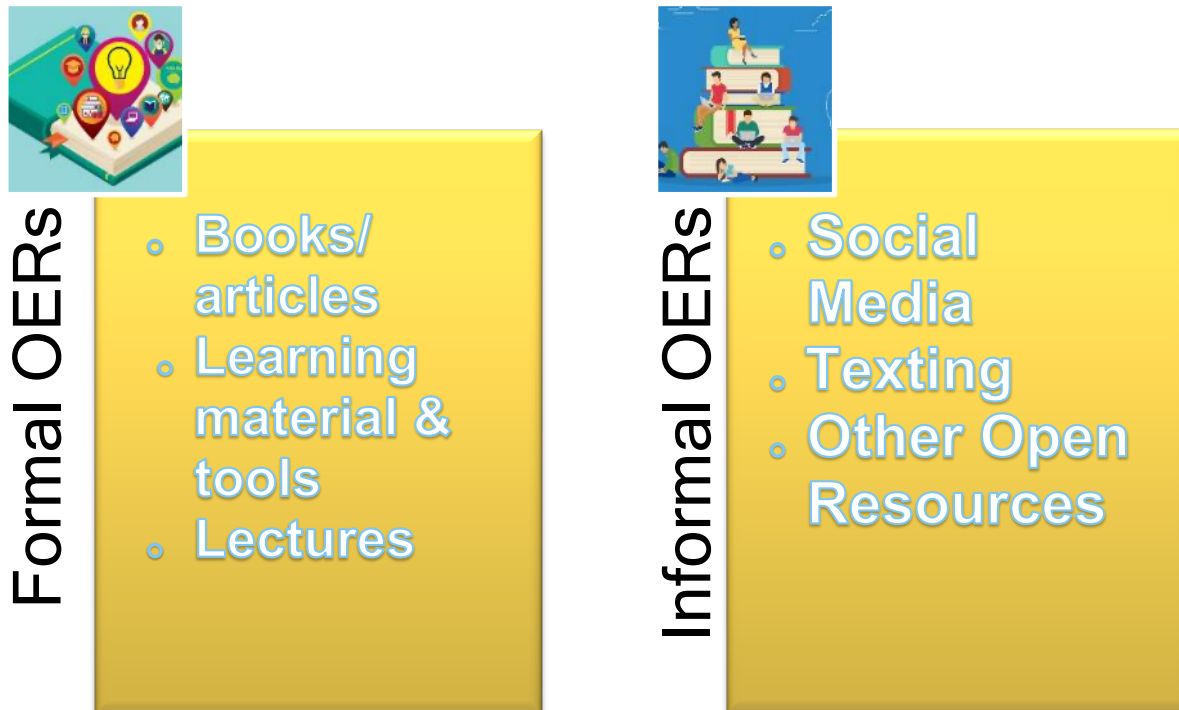 Formal OERs
○ Books/
articles
○ Learning
material &
tools
○ Lectures
Informal OERs
○ Social
Media
○ Texting
○ Other Open
Resources